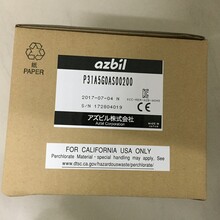 紙
PAPER
azbil
P31A5G0AS00200
2017-07-04 N
S/N 172804019
アズビル株式会社
Azbil Corporation
FOR CALIFORNIA USE ONLY
Perchlorate Material - special handling may apply, See
www.dtsc.ca.gov/hazardouswaste/perchlorate/